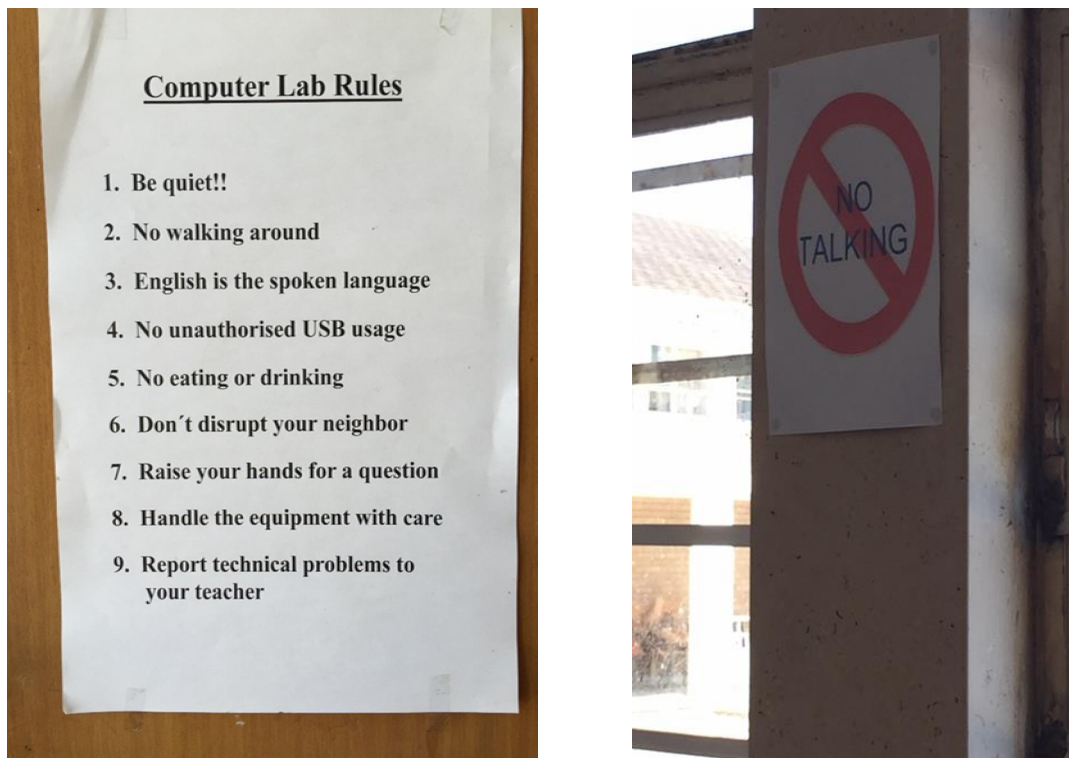 Computer Lab Rules
1. Be quiet!!
2. No walking around
3. English is the spoken language
4. No unauthorised USB usage
5. No eating or drinking
6. Don´t disrupt your neighbor
7. Raise your hands for a question
8. Handle the equipment with care
9. Report technical problems to
your teacher
NO
TALKING